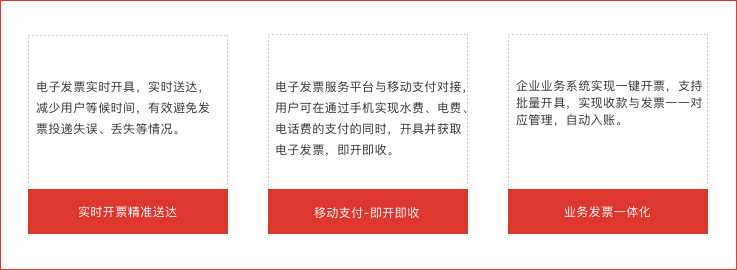 电子发票实时开具，实时送达，
减少用户等候时间，有效避免发
票投递失误、丢失等情况。
实时开票精准送达
电子发票服务平台与移动支付对接，
用户可在通过手机实现水费、电费、
电话费的支付的同时，开具并获取
电子发票，即开即收。
移动支付-即开即收
企业业务系统实现一键开票，支持
批量开具，实现收款与发票一一对
应管理，自动入账。
业务发票一体化